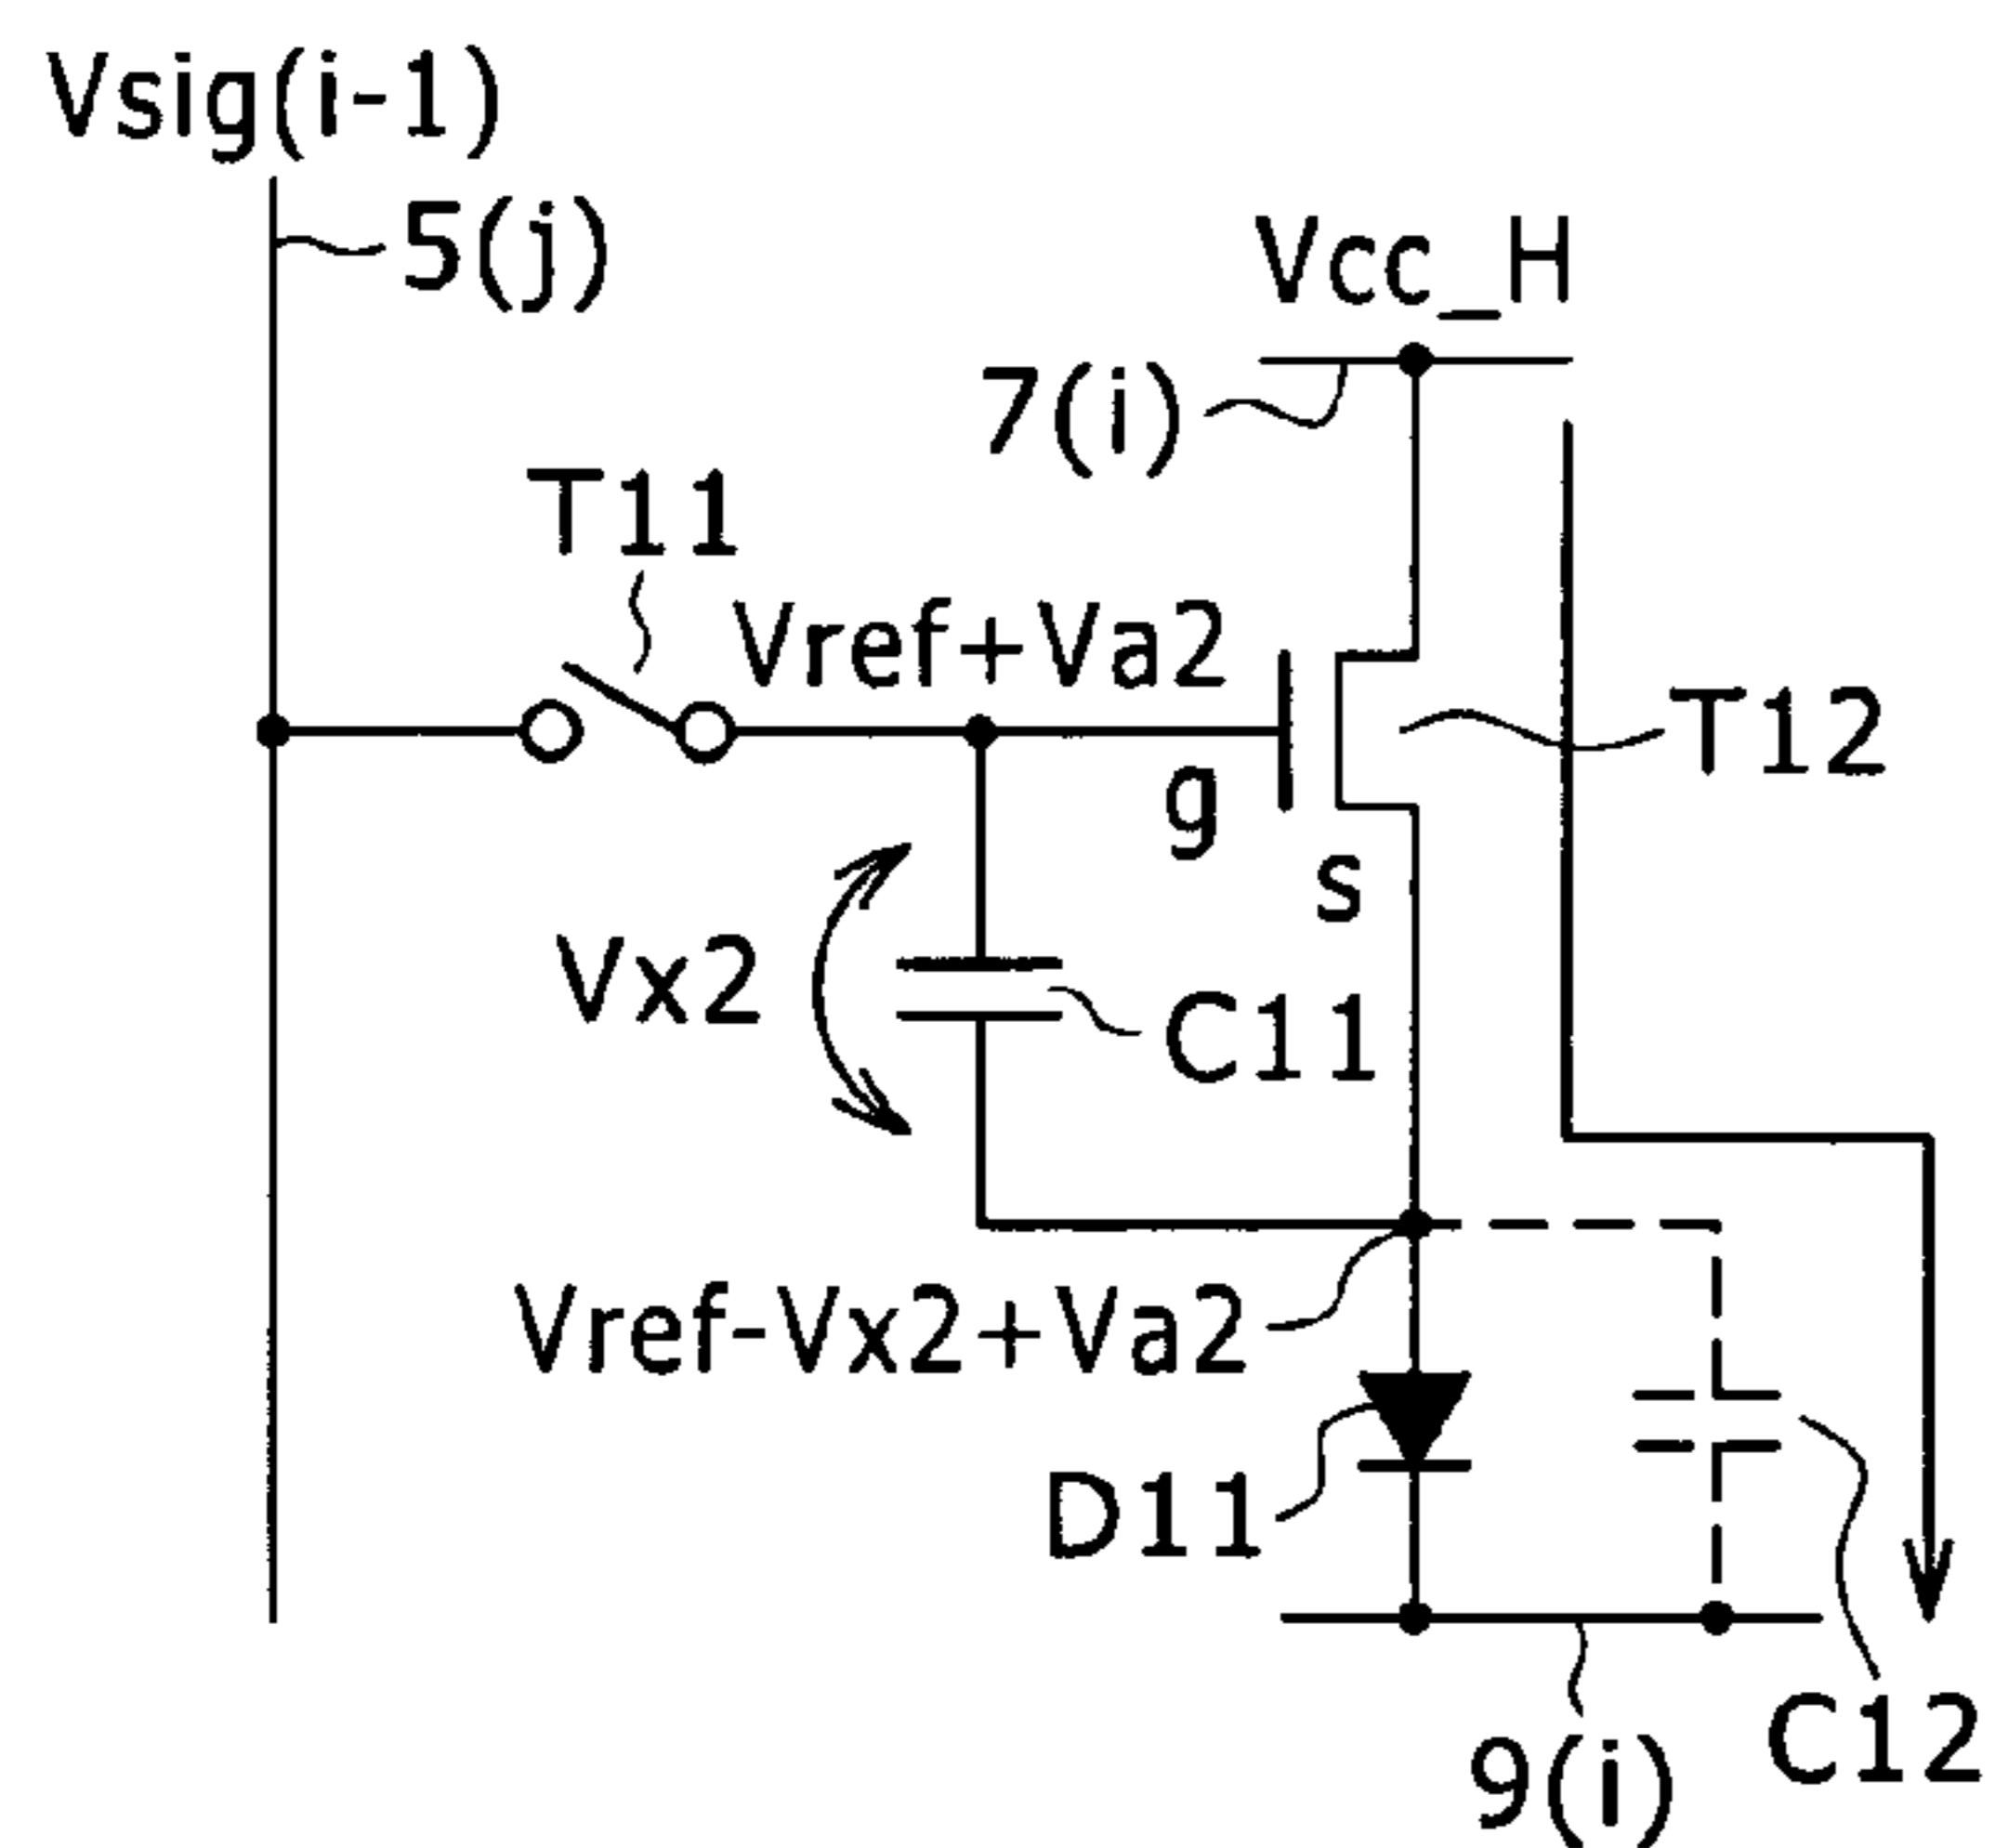 Vsig(i-1)
5(j)
Vcc_H
7(i)
T11
Vref+Va2
T12
g
s
Vx2
C11
Vref-Vx2+Va2
D11
C12
9(i)